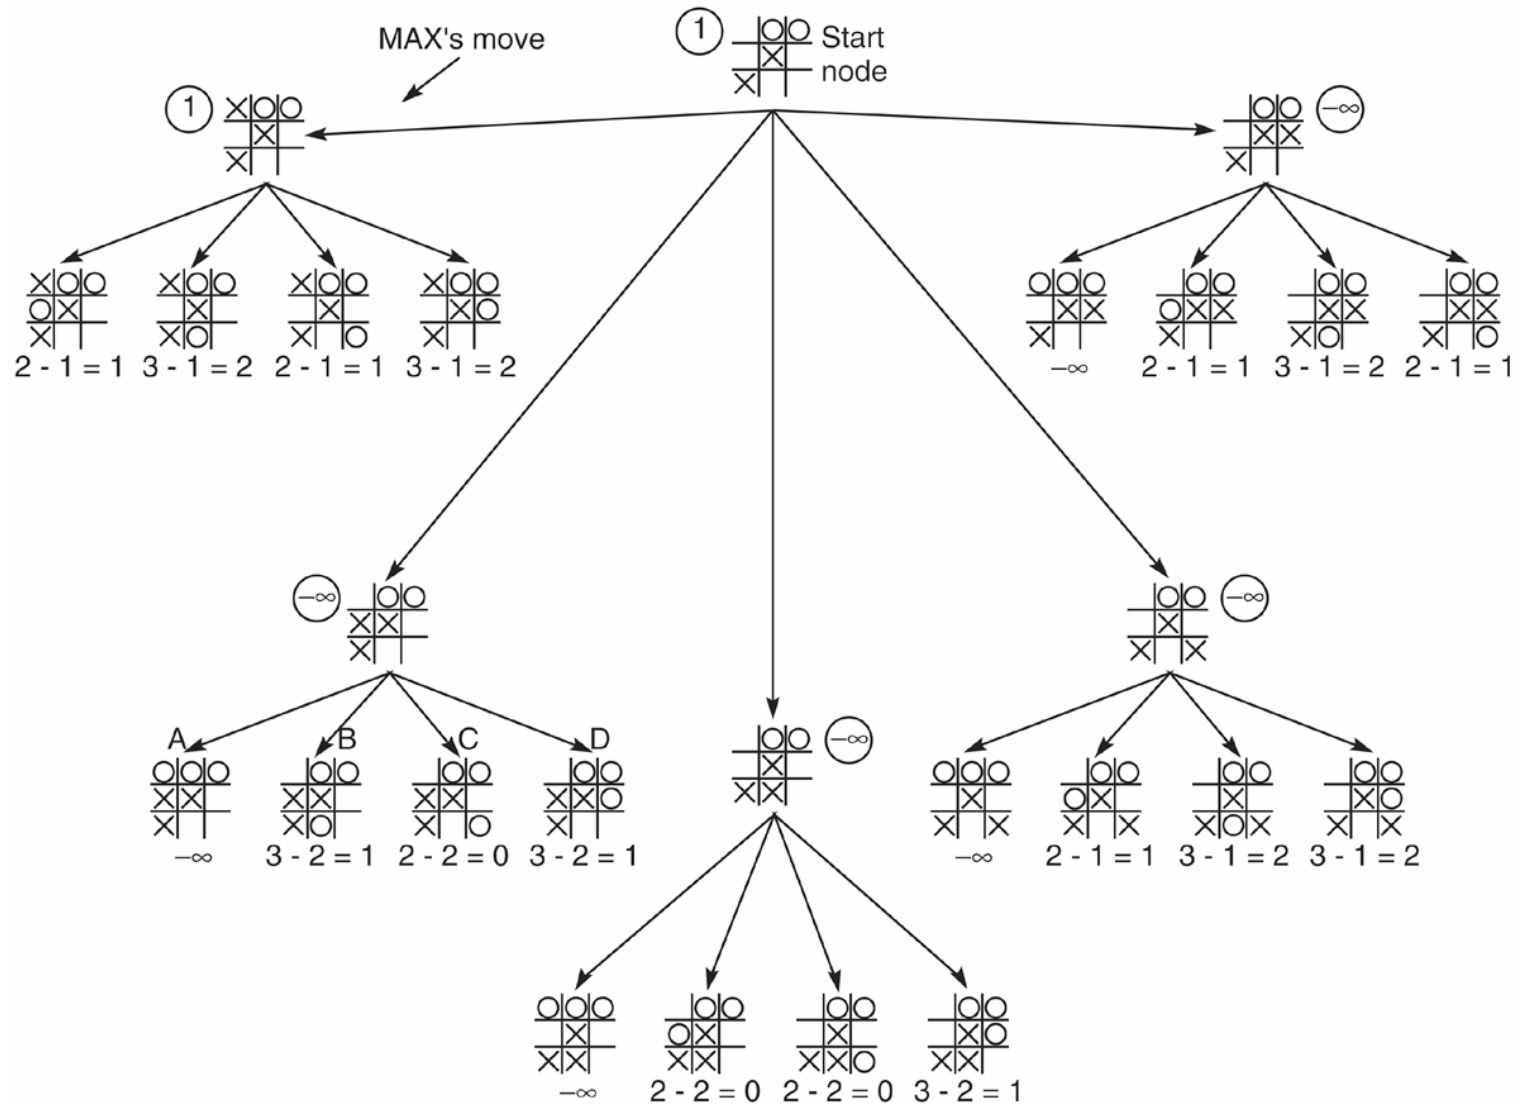 MAX's move
1
Start
node
1
−∞
2 - 1 = 1
3 - 1 = 2
2 - 1 = 1
3 - 1 = 2
−∞
2 - 1 = 1
3 - 1 = 2
2 - 1 = 1
−∞
−∞
A
B
C
D
−∞
−∞
3 - 2 = 1
2 - 2 = 0
3 - 2 = 1
−∞
2 - 1 = 1
3 - 1 = 2
3 - 1 = 2
−∞
2 - 2 = 0
2 - 2 = 0
3 - 2 = 1